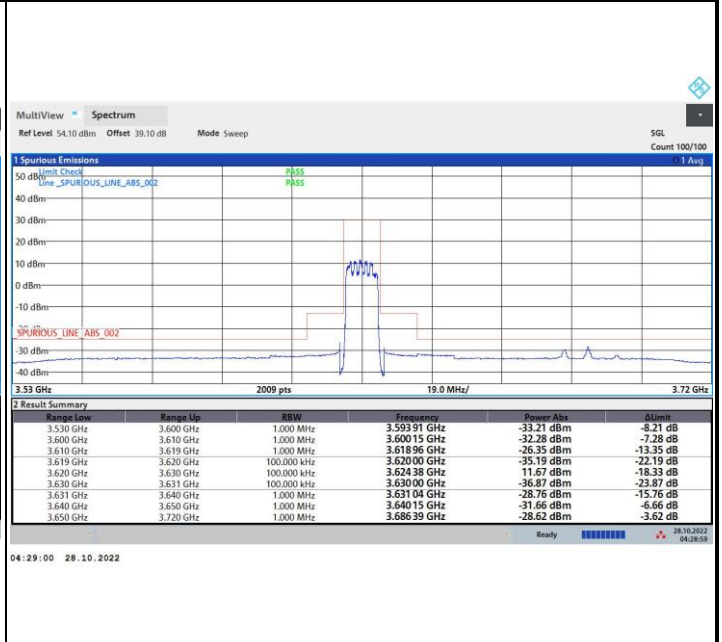 MultiView Spectrum
Ref Level 54.10 dBm Offset 39.10 dB Mode Sweep SGL
Count 100/100
1 Spurious Emissions 1 Avg
50 dBm Limit Check PASS
Line _SPURIOUS_LINE_ABS_002 PASS
40 dBm
30 dBm
20 dBm
10 dBm
0 dBm
-10 dBm
_SPURIOUS_LINE_ABS_002
-30 dBm
-40 dBm
3.53 GHz 2009 pts 19.0 MHz/ 3.72 GHz
2 Result Summary
Range Low Range Up RBW Frequency Power Abs ΔLimit
3.530 GHz 3.600 GHz 1.000 MHz 3.59391 GHz -33.21 dBm -8.21 dB
3.600 GHz 3.610 GHz 1.000 MHz 3.60015 GHz -32.28 dBm -7.28 dB
3.610 GHz 3.619 GHz 1.000 MHz 3.61896 GHz -26.35 dBm -13.35 dB
3.619 GHz 3.620 GHz 100.000 kHz 3.62000 GHz -35.19 dBm -22.19 dB
3.620 GHz 3.630 GHz 100.000 kHz 3.62438 GHz 11.67 dBm -18.33 dB
3.630 GHz 3.631 GHz 100.000 kHz 3.63000 GHz -36.87 dBm -23.87 dB
3.631 GHz 3.640 GHz 1.000 MHz 3.63104 GHz -28.76 dBm -15.76 dB
3.640 GHz 3.650 GHz 1.000 MHz 3.64015 GHz -31.66 dBm -6.66 dB
3.650 GHz 3.720 GHz 1.000 MHz 3.68639 GHz -28.62 dBm -3.62 dB
Ready 28.10.2022
04:28:59
04:29:00 28.10.2022